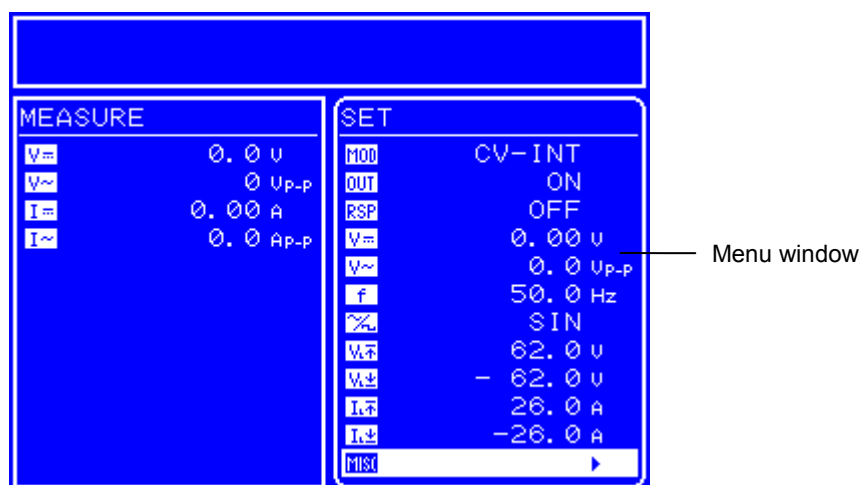 MEASURE
V⎓ 0.0 V
V~ 0 Vp-p
I⎓ 0.00 A
I~ 0.0 Ap-p
SET
MOD CV-INT
OUT ON
RSP OFF
V⎓ 0.00 V
V~ 0.0 Vp-p
f 50.0 Hz
SIN
V 62.0 V
V - 62.0 V
I 26.0 A
I -26.0 A
MISC
Menu window